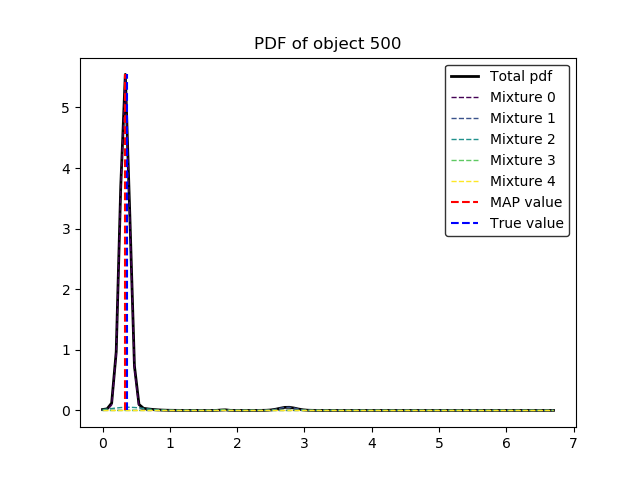 PDF of object 500
Total pdf
Mixture 0
Mixture 1
Mixture 2
Mixture 3
Mixture 4
MAP value
True value
5
4
3
2
1
0
0 1 2 3 4 5 6 7